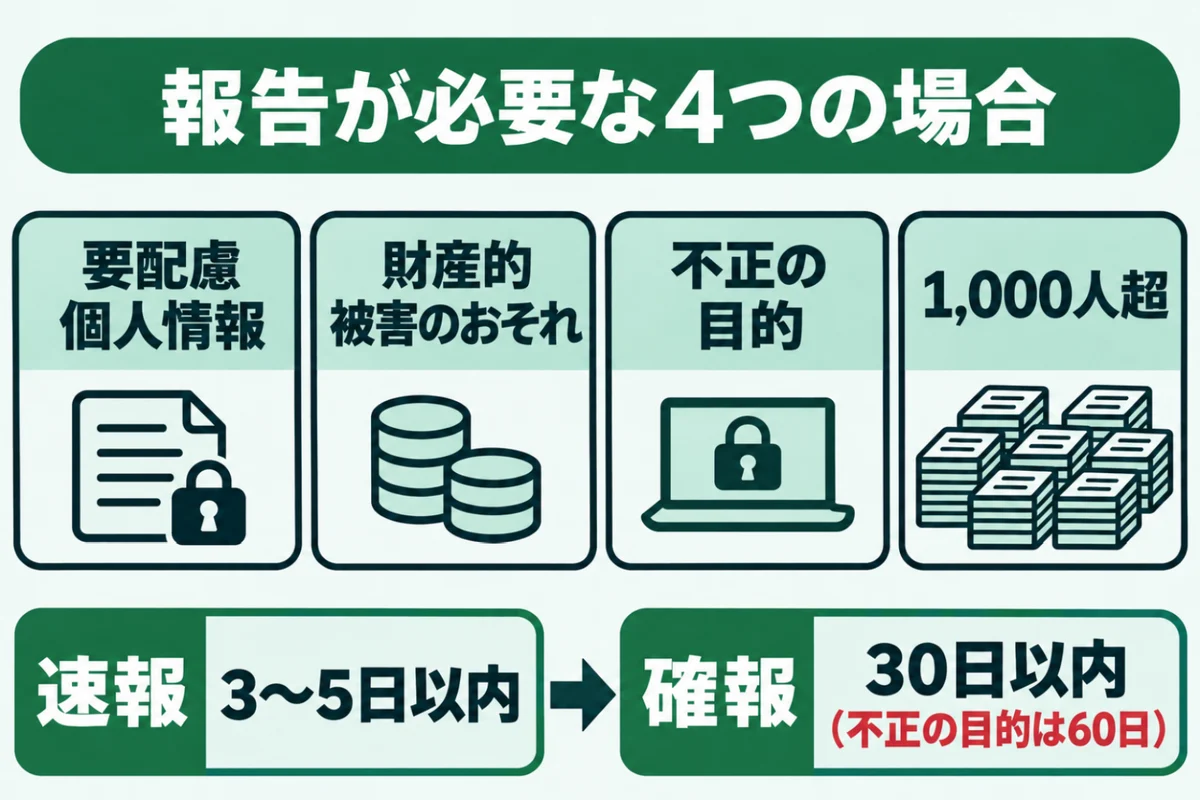 報告が必要な4つの場合
要配慮
個人情報
財産的
被害のおそれ
不正の
目的
1,000人超
速報
3〜5日以内
確報
30日以内
（不正の目的は60日）